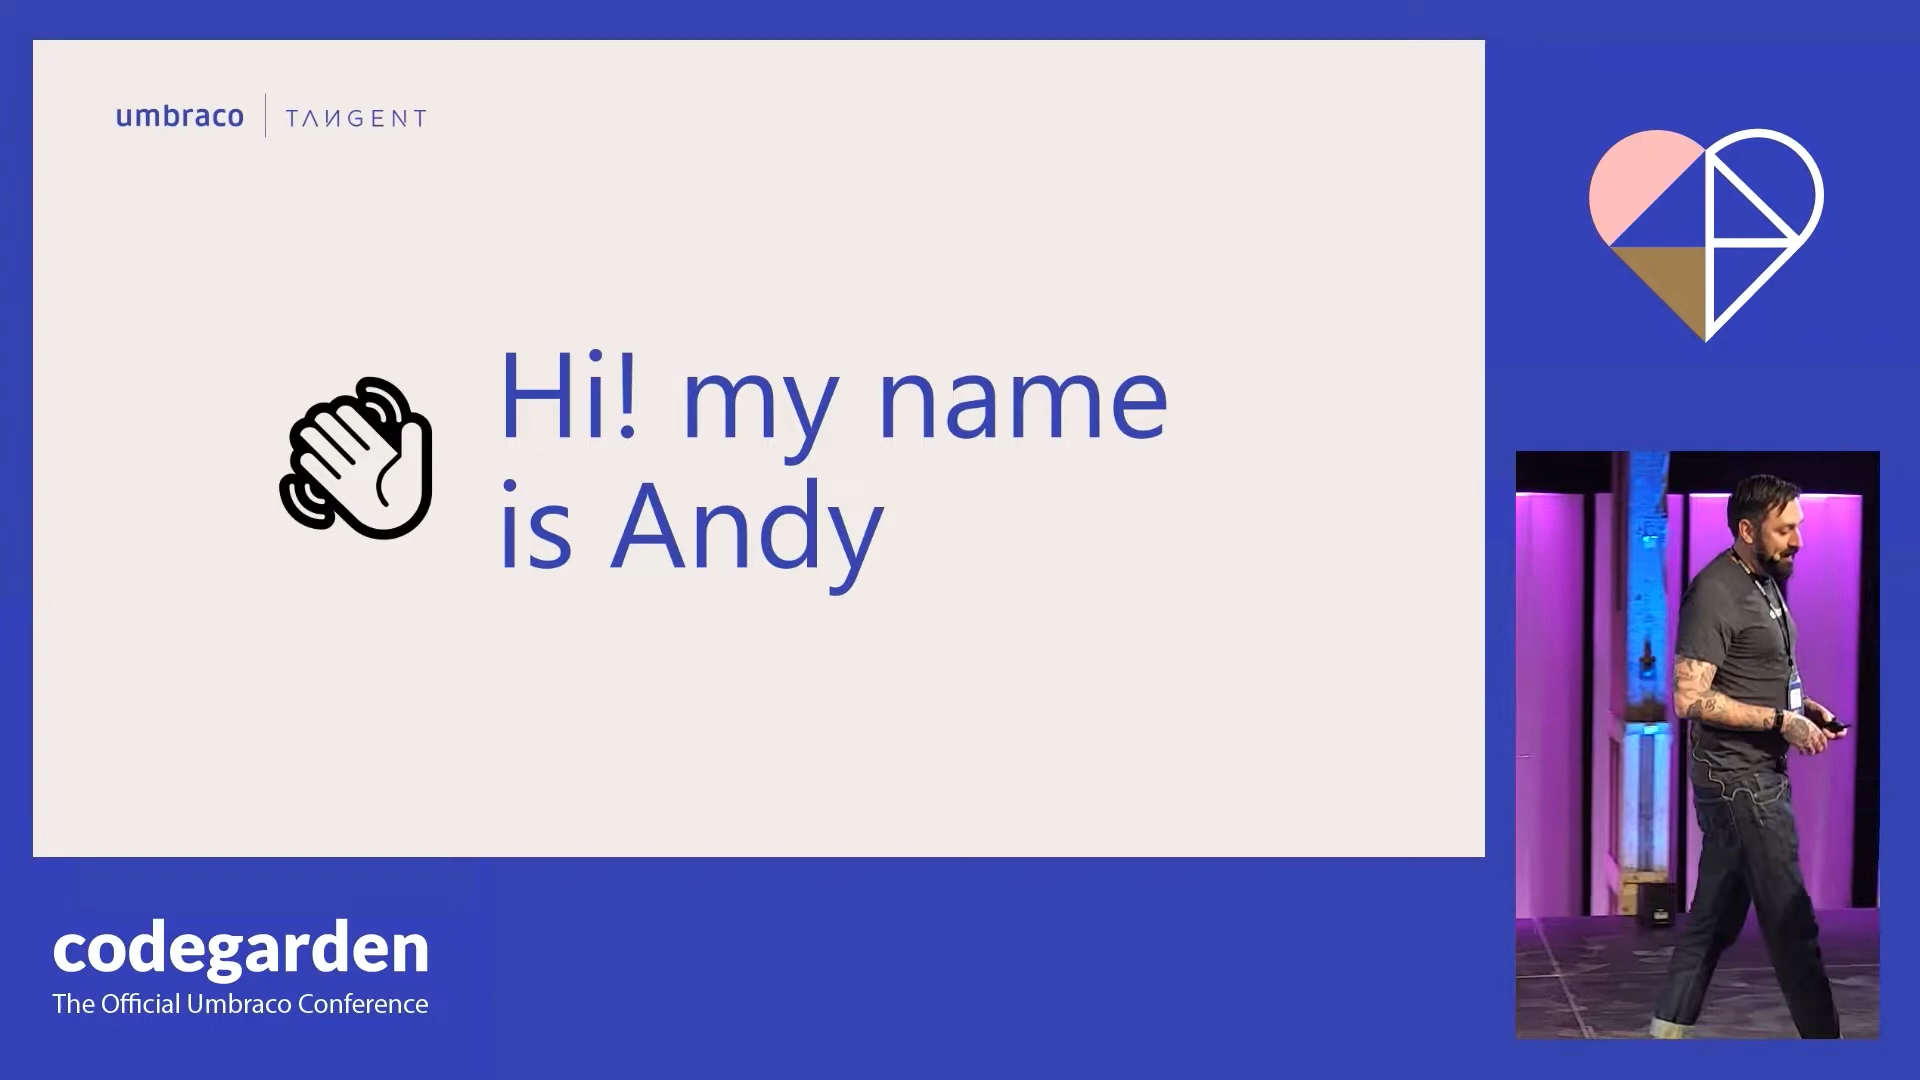 umbraco
TANGENT
Hi! my name
is Andy
codegarden
The Official Umbraco Conference